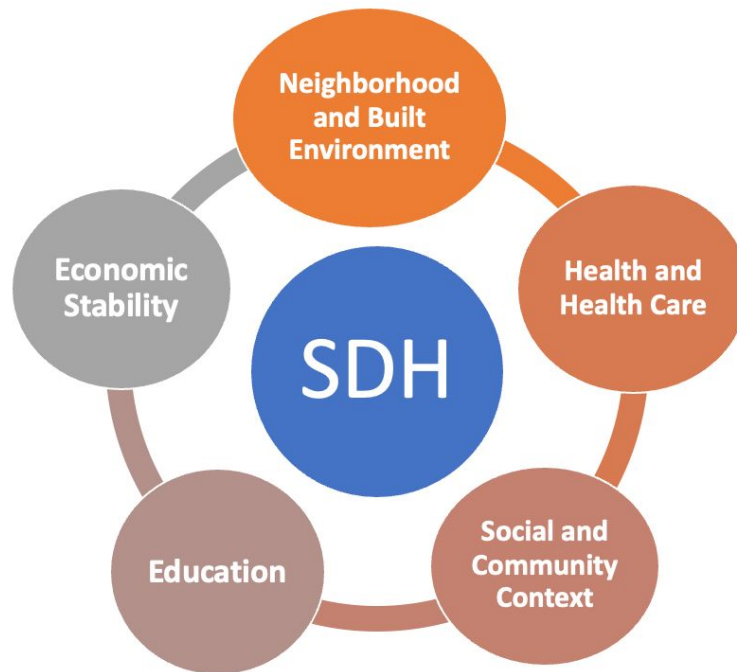 Neighborhood
and Built
Environment
Economic
Stability
Health and
Health Care
SDH
Education
Social and
Community
Context